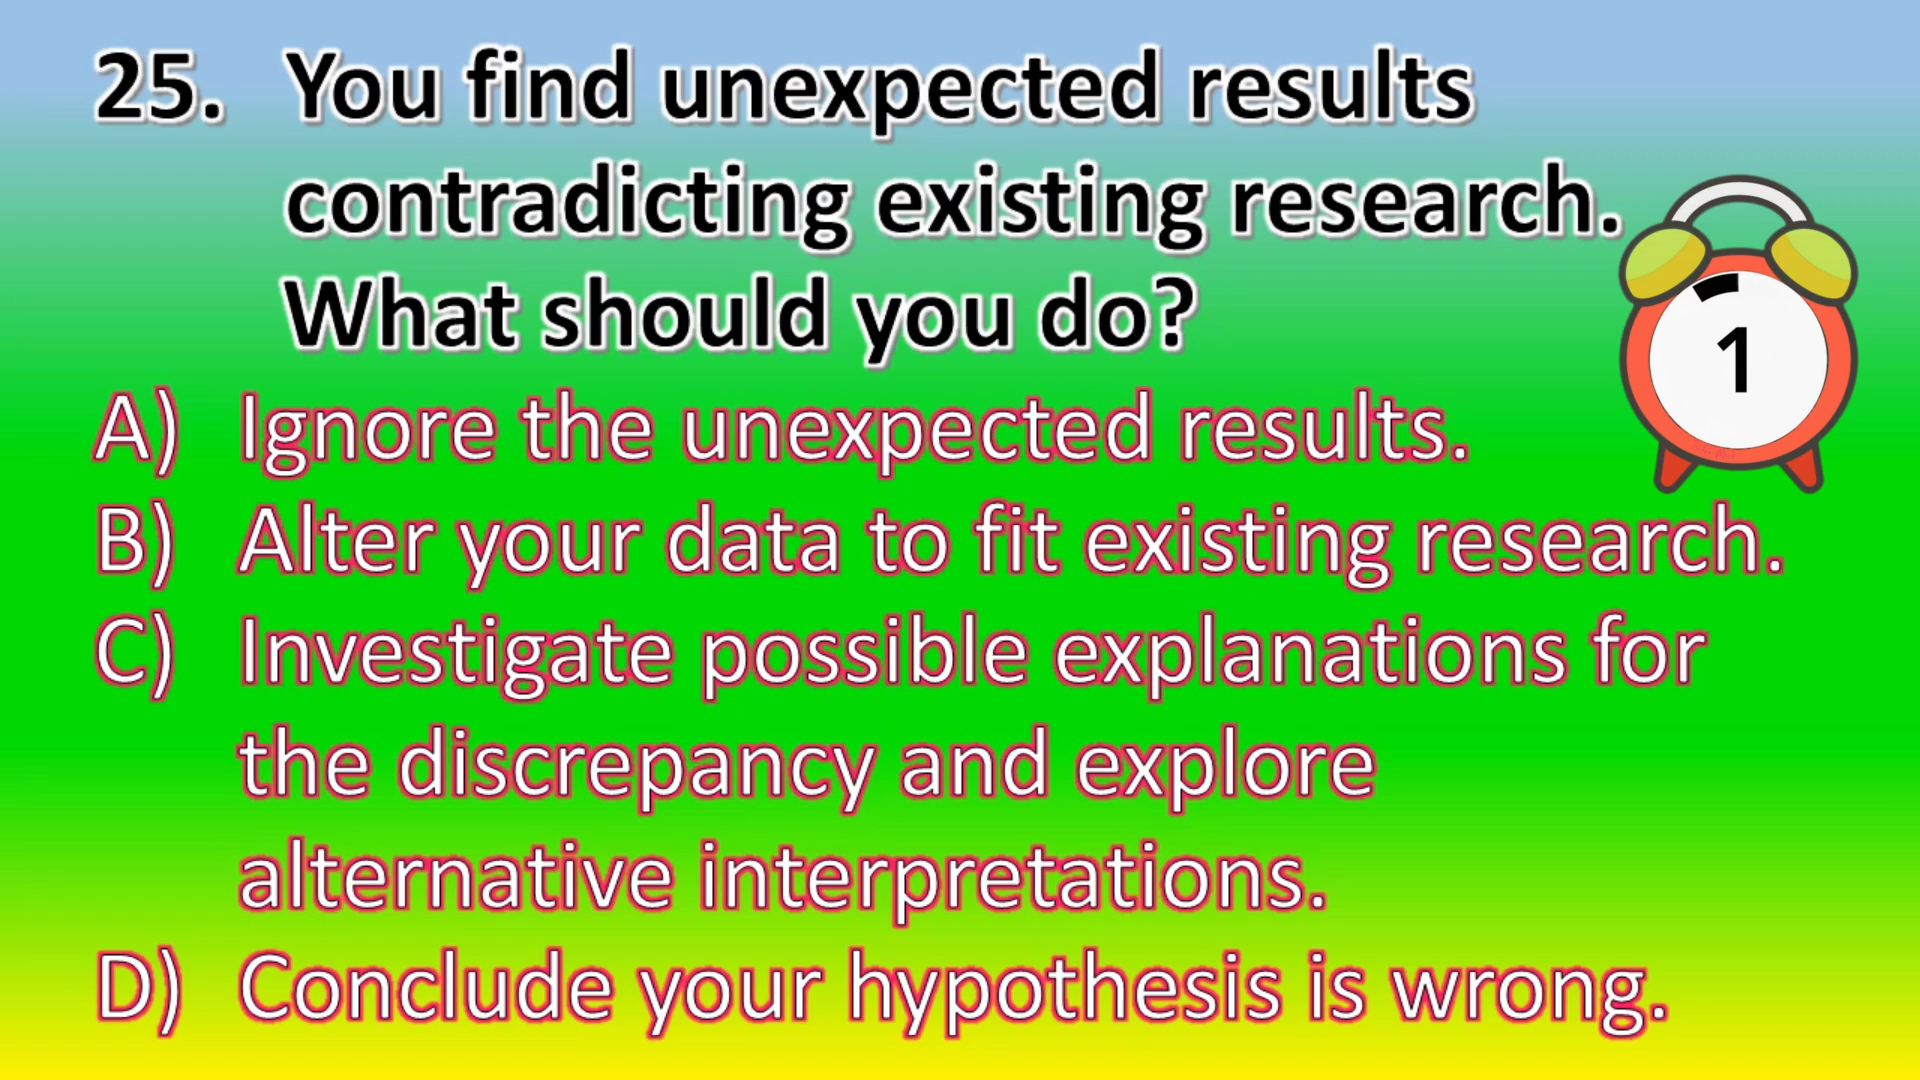 25. You find unexpected results
contradicting existing research.
What should you do?
1
A) Ignore the unexpected results.
B) Alter your data to fit existing research.
C) Investigate possible explanations for
the discrepancy and explore
alternative interpretations.
D) Conclude your hypothesis is wrong.